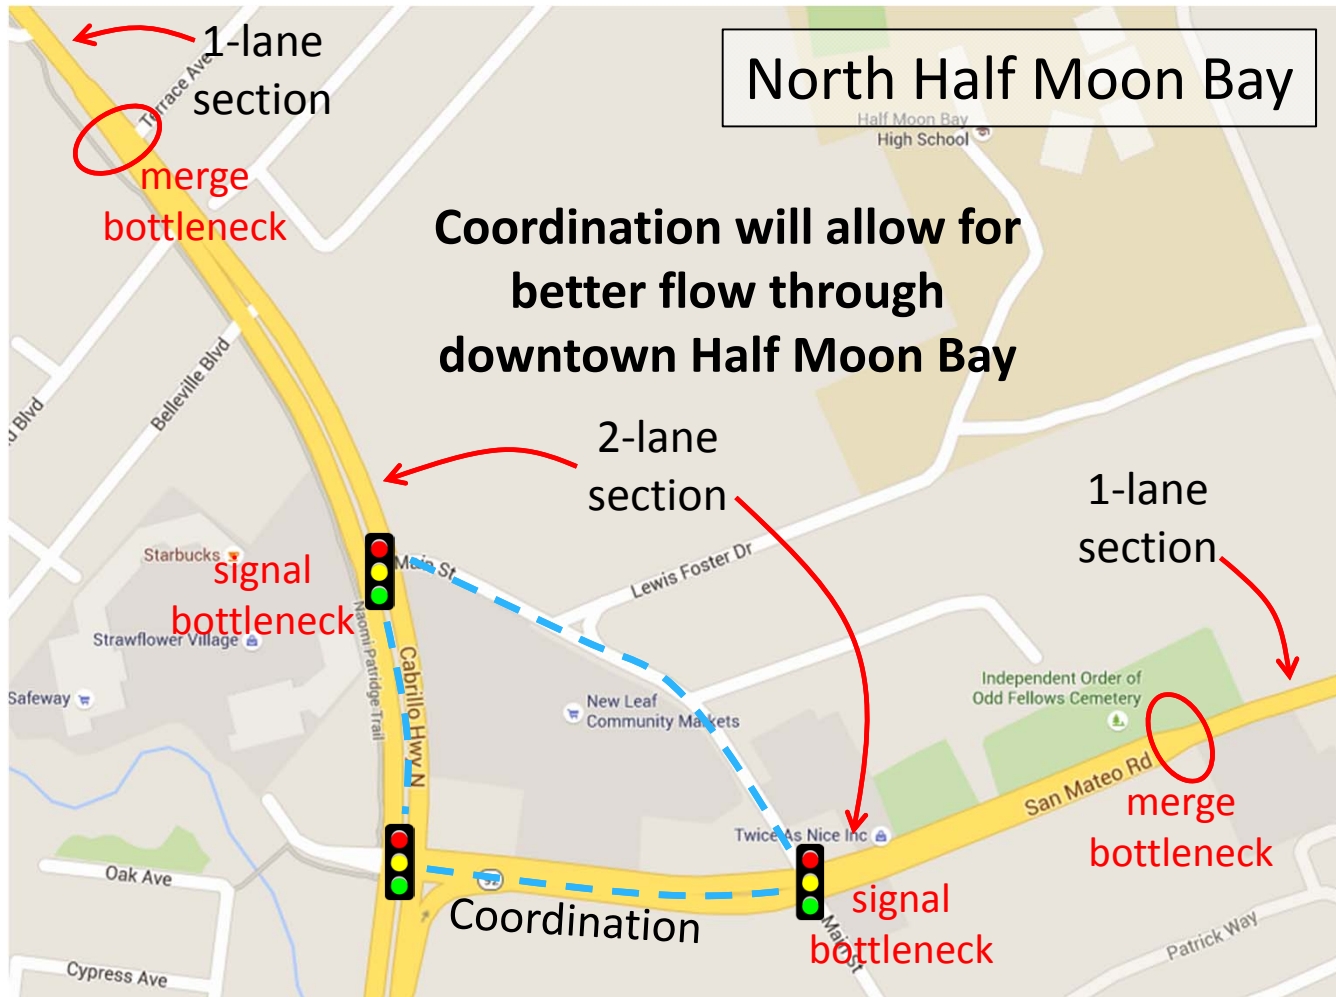 1-lane
section
North Half Moon Bay
Terrace Ave
Half Moon Bay
High School
merge
bottleneck
Coordination will allow for
better flow through
downtown Half Moon Bay
Belleville Blvd
Blvd
2-lane
section
1-lane
section
Starbucks
signal
bottleneck
Main St
Lewis Foster Dr
Naomi Patridge Trail
Strawflower Village
Cabrillo Hwy N
Safeway
New Leaf
Community Markets
Independent Order of
Odd Fellows Cemetery
San Mateo Rd
merge
bottleneck
Twice As Nice Inc
Oak Ave
92
Coordination
signal
bottleneck
Main St
Patrick Way
Cypress Ave